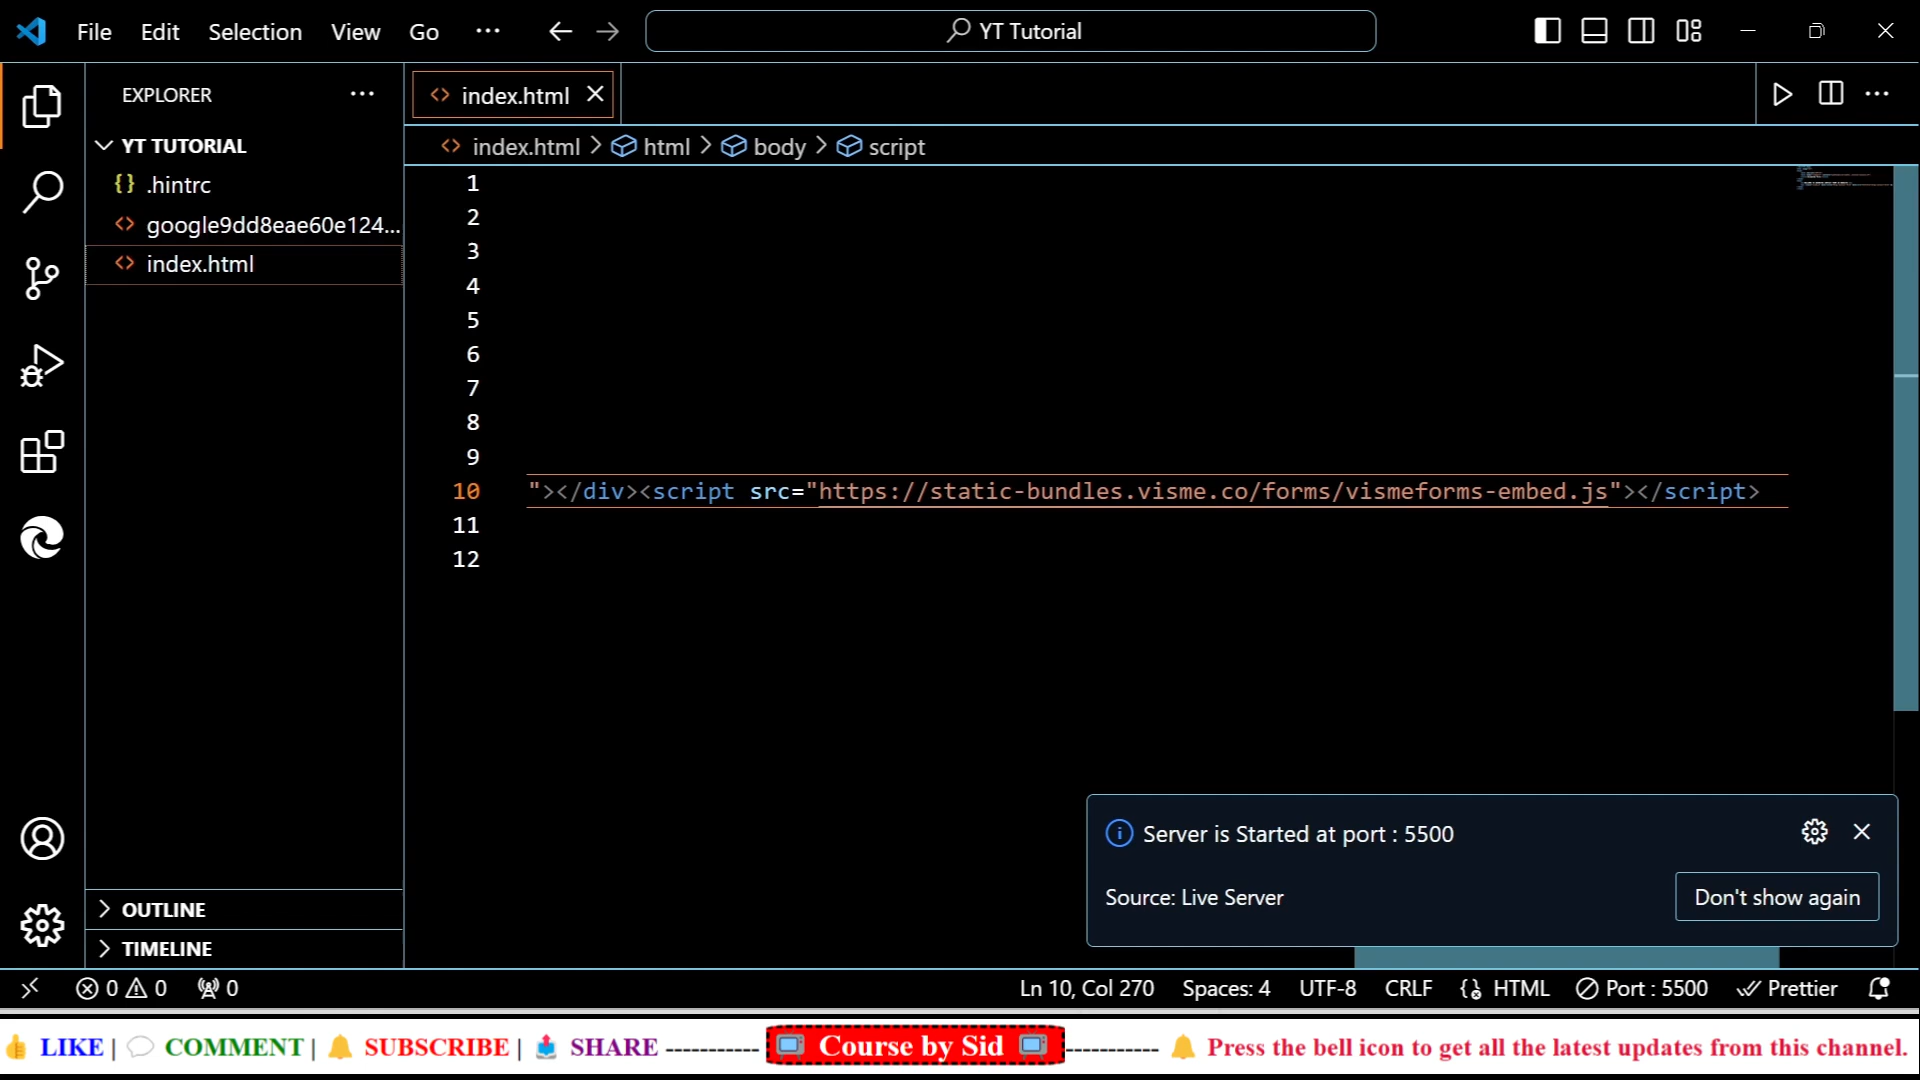 File Edit Selection View Go ··· YT Tutorial
EXPLORER ···
index.html
YT TUTORIAL
index.html > html > body > script
{} .hintrc
<> google9dd8eae60e124...
<> index.html
1
2
3
4
5
6
7
8
9
10 "></div><script src="https://static-bundles.visme.co/forms/vismeforms-embed.js"></script>
11
12
Server is Started at port : 5500
Source: Live Server
Don't show again
OUTLINE
TIMELINE
0 0 0 Ln 10, Col 270 Spaces: 4 UTF-8 CRLF {} HTML Port : 5500 Prettier
LIKE | COMMENT | SUBSCRIBE | SHARE ----------- Course by Sid ----------- Press the bell icon to get all the latest updates from this channel.